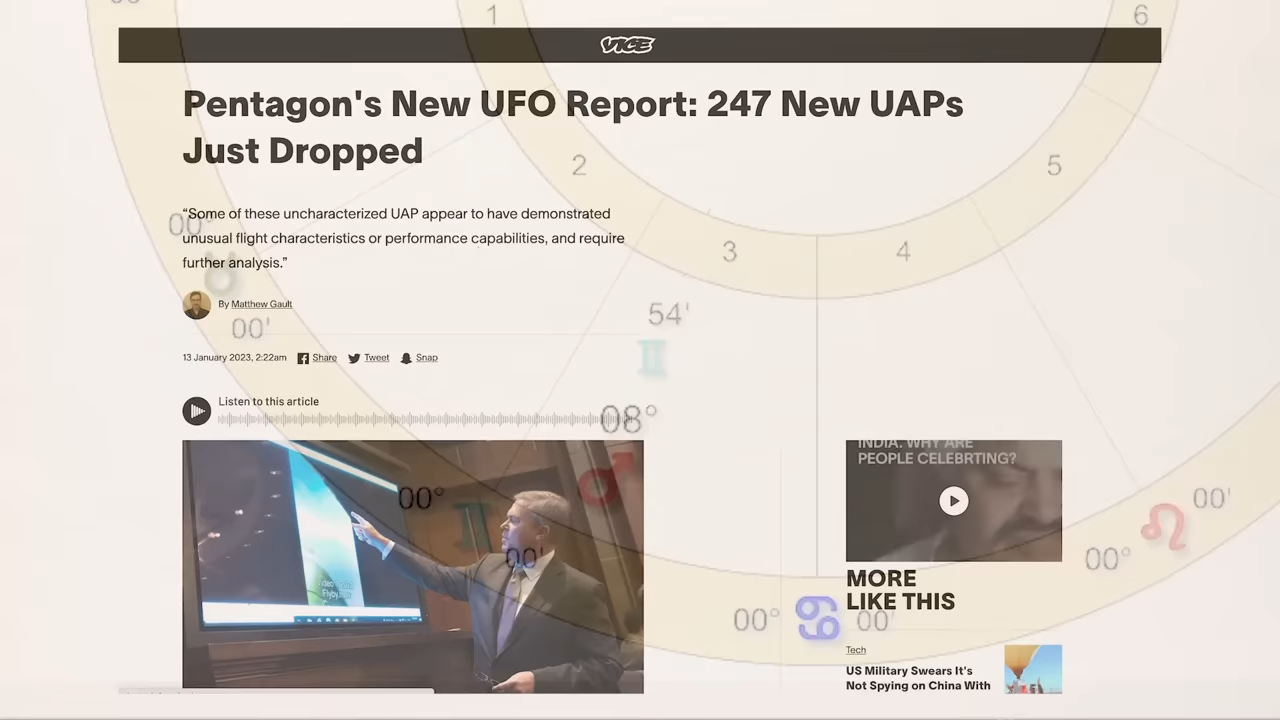 1
6
VICE
Pentagon's New UFO Report: 247 New UAPs
Just Dropped
2
5
“Some of these uncharacterized UAP appear to have demonstrated
unusual flight characteristics or performance capabilities, and require
further analysis.”
00°
3
4
By Matthew Gault
54'
00'
13 January 2023, 2:22am
Share
Tweet
Snap
Listen to this article
08°
INDIA. WHY ARE
PEOPLE CELEBRTING?
00°
00'
00'
00°
MORE
LIKE THIS
00°
00'
Tech
US Military Swears It's
Not Spying on China With